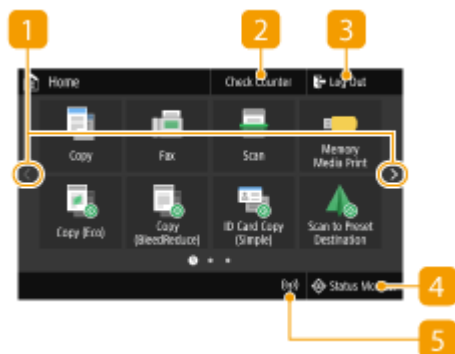 1
2
3
Home
Check Counter
Log Out
Copy
Fax
Scan
Memory
Media Print
Copy (Eco)
Copy
(BleedReduce)
ID Card Copy
(Simple)
Scan to Preset
Destination
Status Mo
4
5